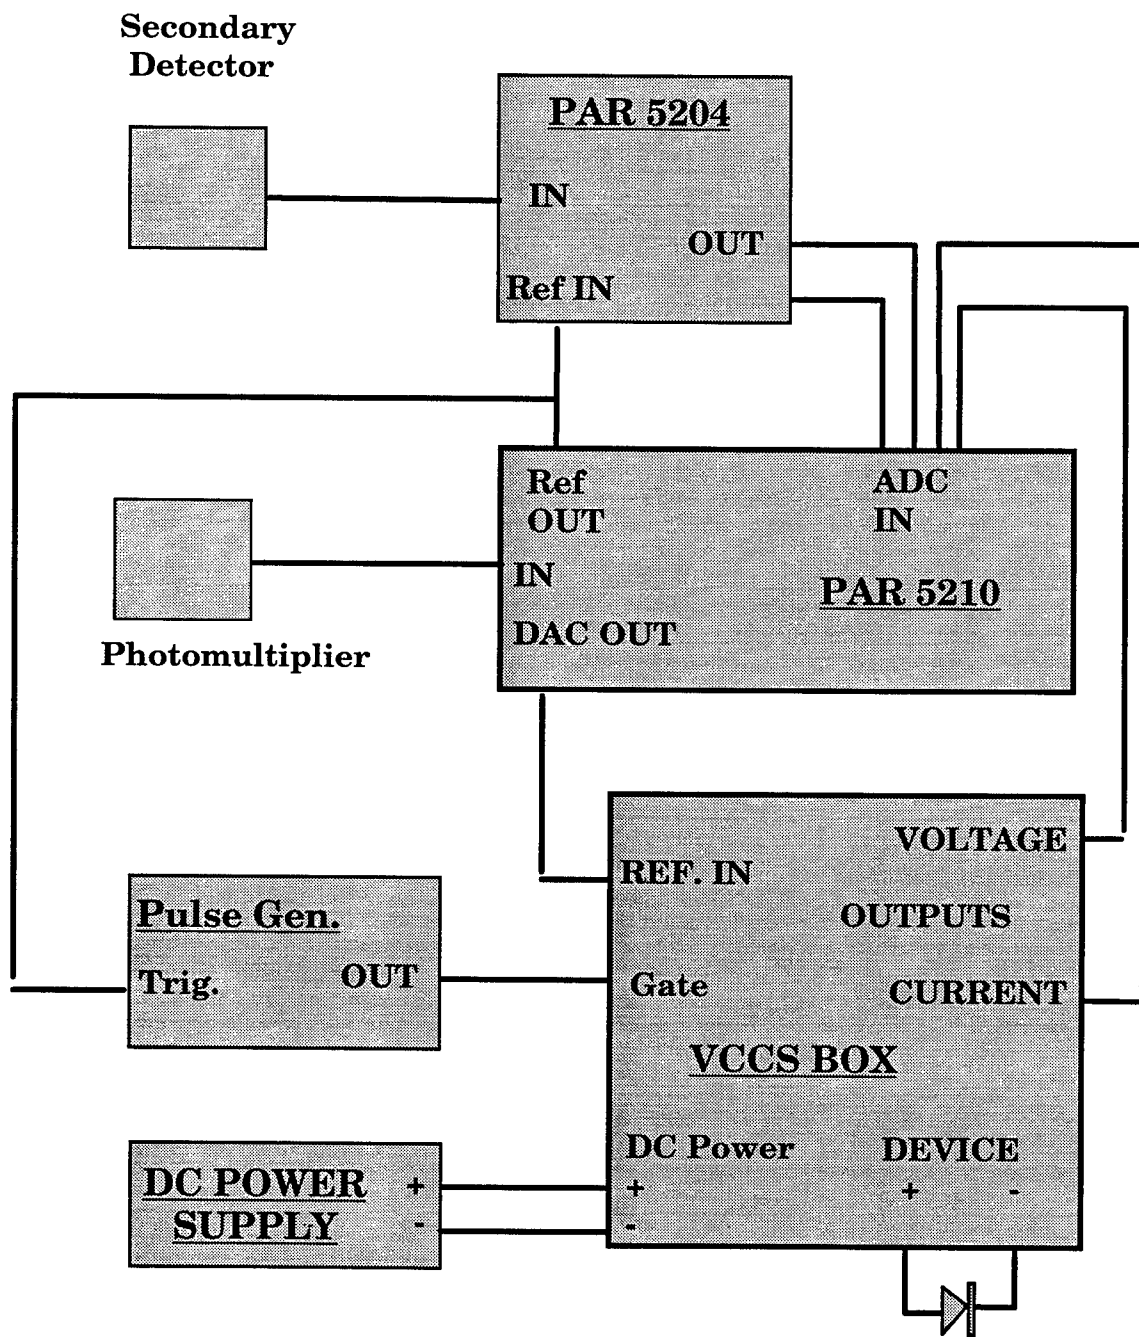 Secondary
Detector
PAR 5204
IN
OUT
Ref IN
Ref
OUT
ADC
IN
IN
PAR 5210
DAC OUT
Photomultiplier
VOLTAGE
REF. IN
OUTPUTS
Pulse Gen.
Trig.
OUT
Gate
CURRENT
VCCS BOX
DC Power
DEVICE
+
-
+
-
DC POWER
SUPPLY
+
-